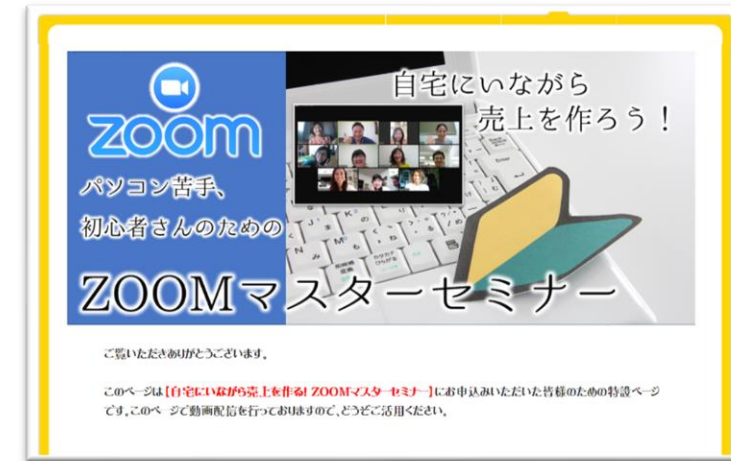 自宅にいながら
売上を作ろう！
zoom
パソコン苦手、
初心者さんのための
ZOOMマスターセミナー
ご覧いただきありがとうございます。
このページは【自宅にいながら売上を作る! ZOOMマスターセミナー】にお申込みいただいた皆様のための特設ページ
です。このページで動画配信を行っておりますので、どうぞご活用ください。